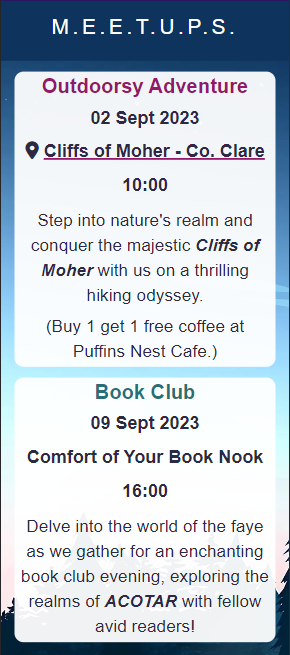 M.E.E.T.U.P.S.
Outdoorsy Adventure
02 Sept 2023
Cliffs of Moher - Co. Clare
10:00
Step into nature's realm and
conquer the majestic Cliffs of
Moher with us on a thrilling
hiking odyssey.
(Buy 1 get 1 free coffee at
Puffins Nest Cafe.)
Book Club
09 Sept 2023
Comfort of Your Book Nook
16:00
Delve into the world of the faye
as we gather for an enchanting
book club evening, exploring the
realms of ACOTAR with fellow
avid readers!